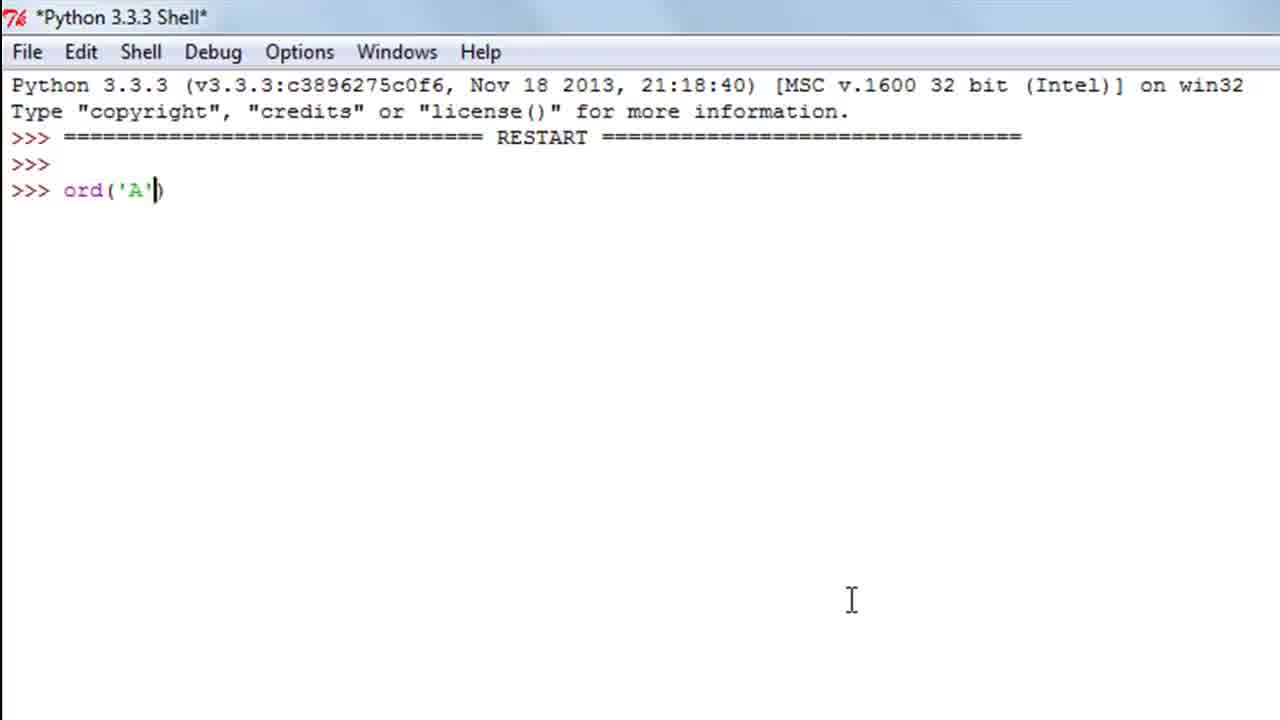 *Python 3.3.3 Shell*
File Edit Shell Debug Options Windows Help
Python 3.3.3 (v3.3.3:c3896275c0f6, Nov 18 2013, 21:18:40) [MSC v.1600 32 bit (Intel)] on win32
Type "copyright", "credits" or "license()" for more information.
>>> ================================ RESTART ================================
>>>
>>> ord('A')